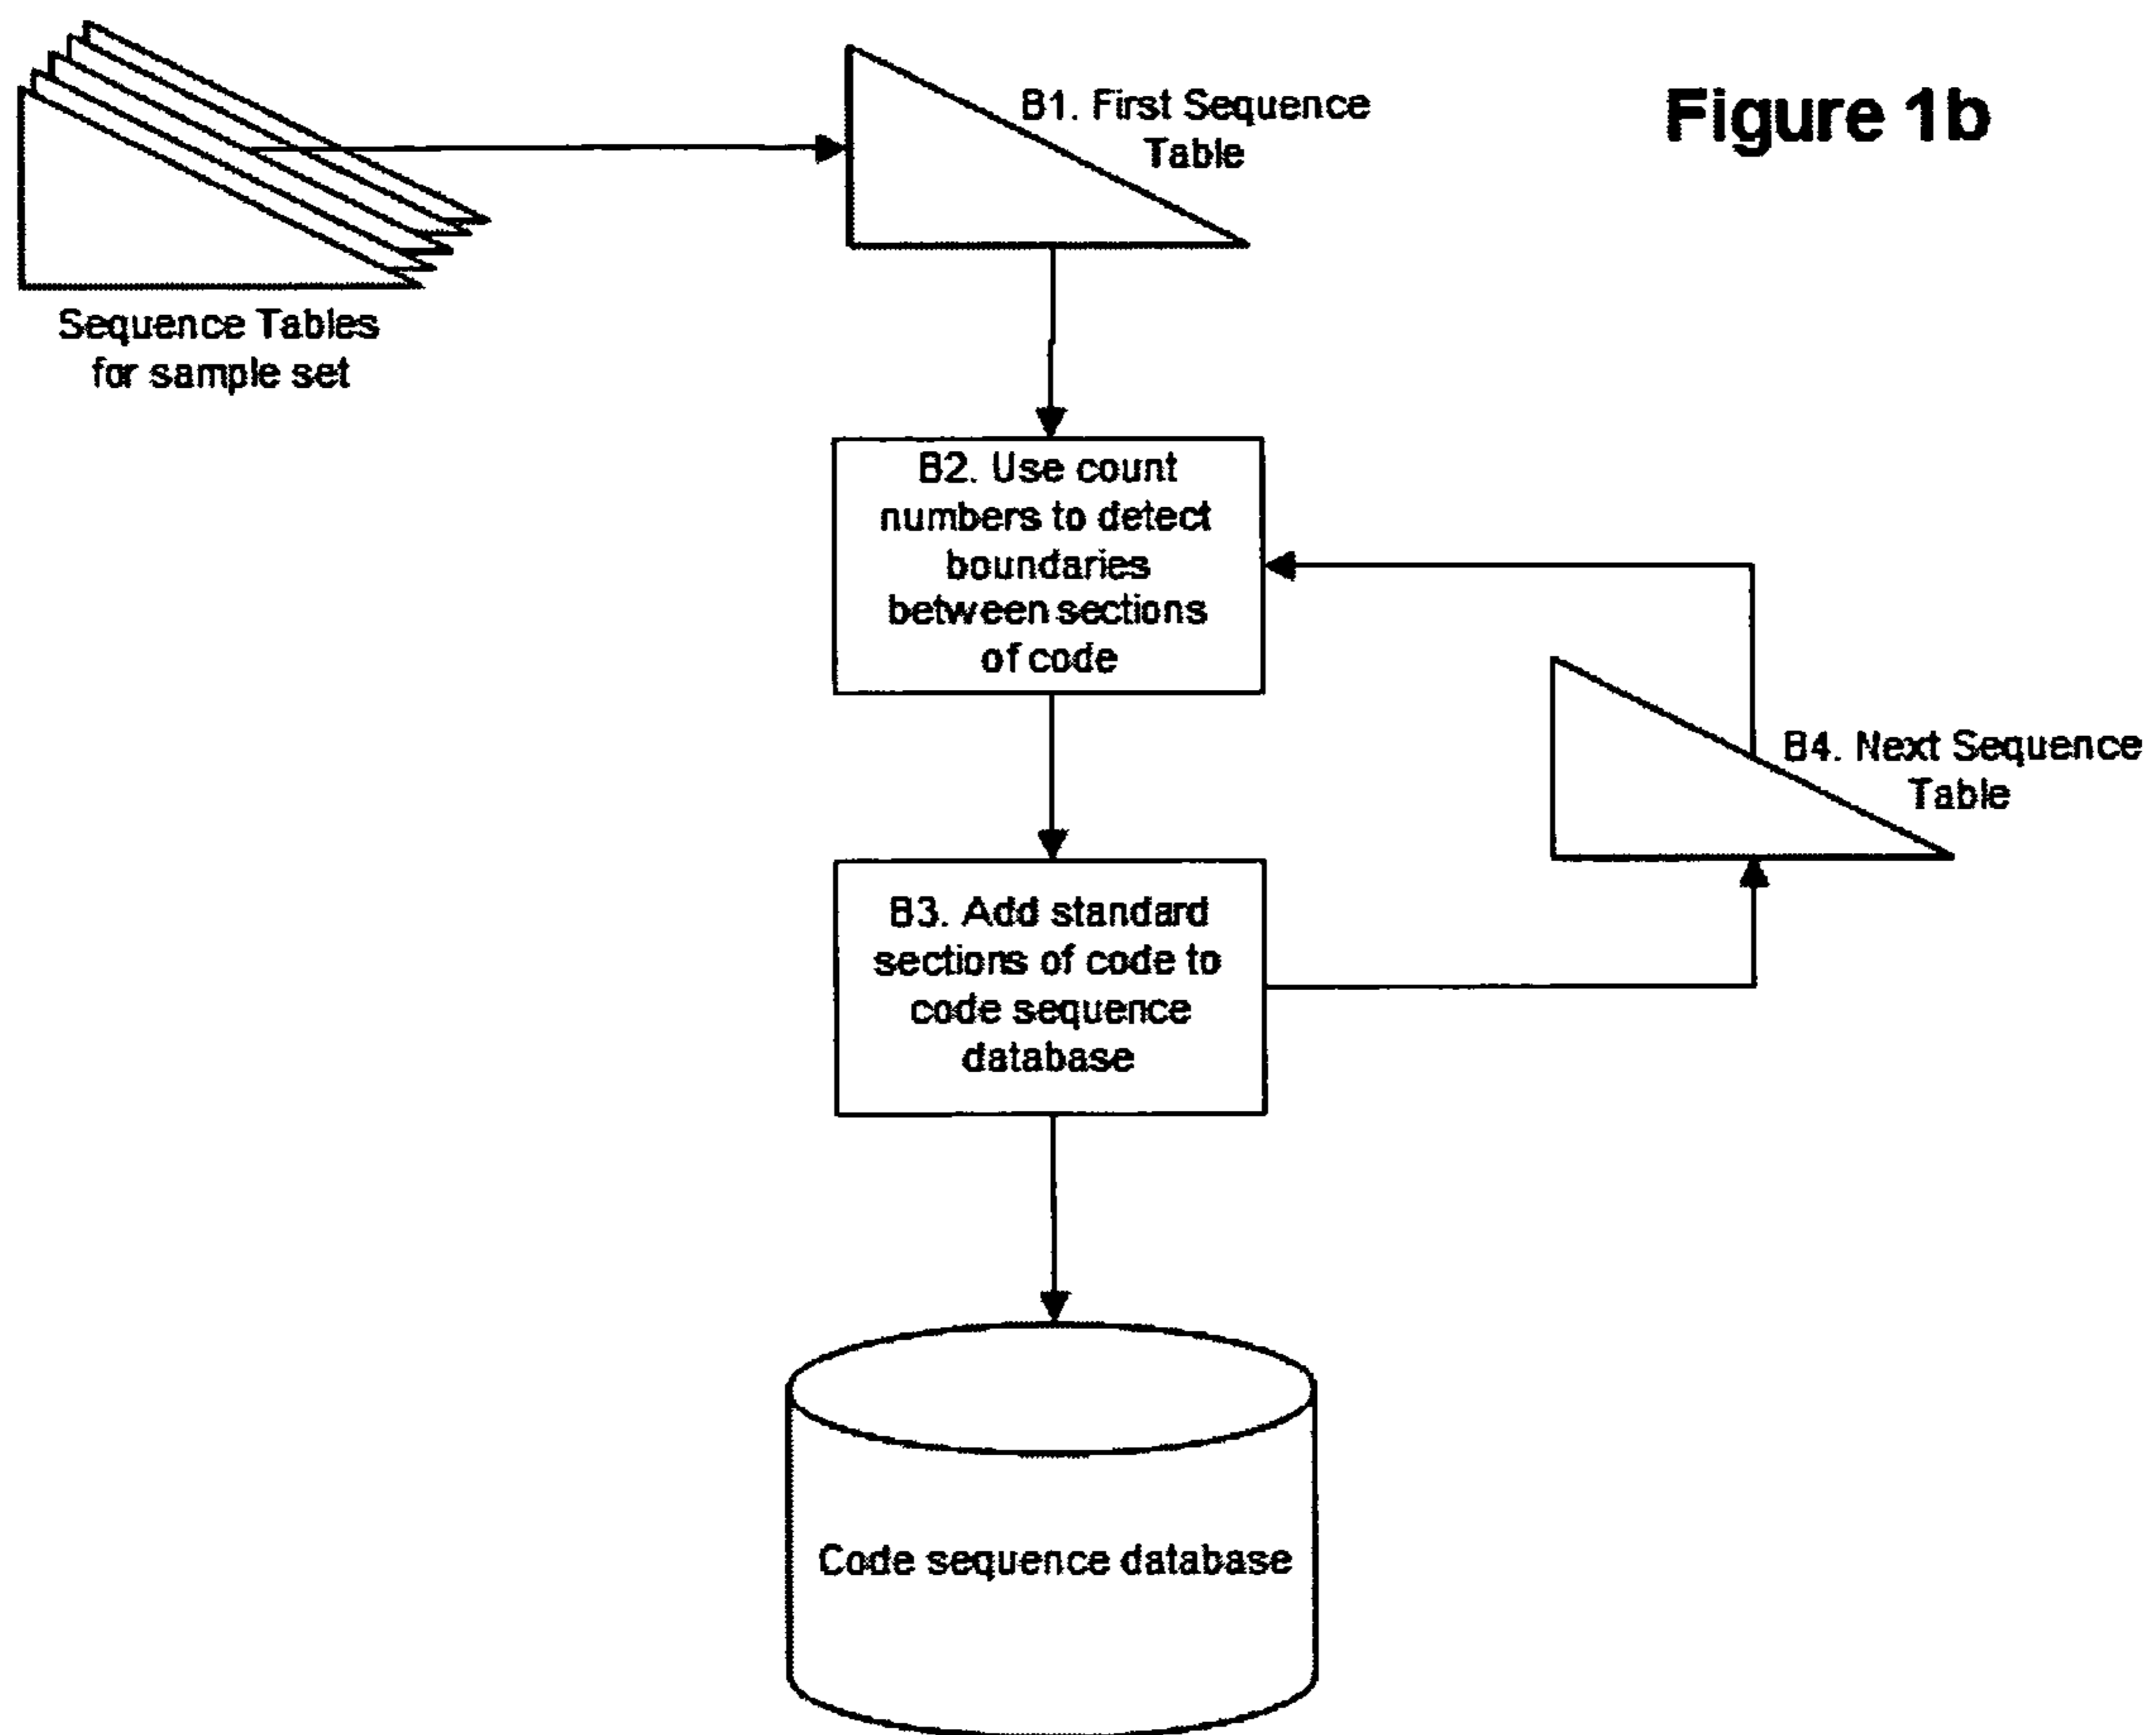 Figure 1b
B1. First Sequence
Table
Sequence Tables
for sample set
B2. Use count
numbers to detect
boundaries
between sections
of code
B4. Next Sequence
Table
B3. Add standard
sections of code to
code sequence
database
Code sequence database